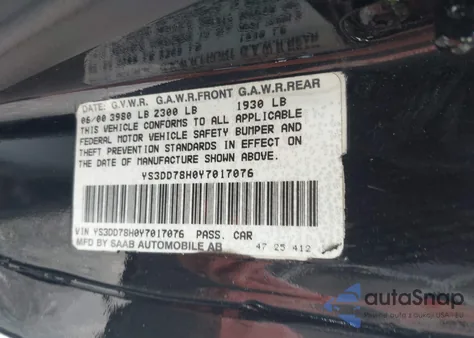 DATE: G.V.W.R. G.A.W.R.FRONT G.A.W.R.REAR
06/00 3980 LB 2300 LB 1930 LB
THIS VEHICLE CONFORMS TO ALL APPLICABLE
FEDERAL MOTOR VEHICLE SAFETY BUMPER AND
THEFT PREVENTION STANDARDS IN EFFECT ON
THE DATE OF MANUFACTURE SHOWN ABOVE.
YS3DD78H0Y7017076
VIN YS3DD78H0Y7017076 PASS. CAR
MFG BY SAAB AUTOMOBILE AB 47 25 412
autoSnap